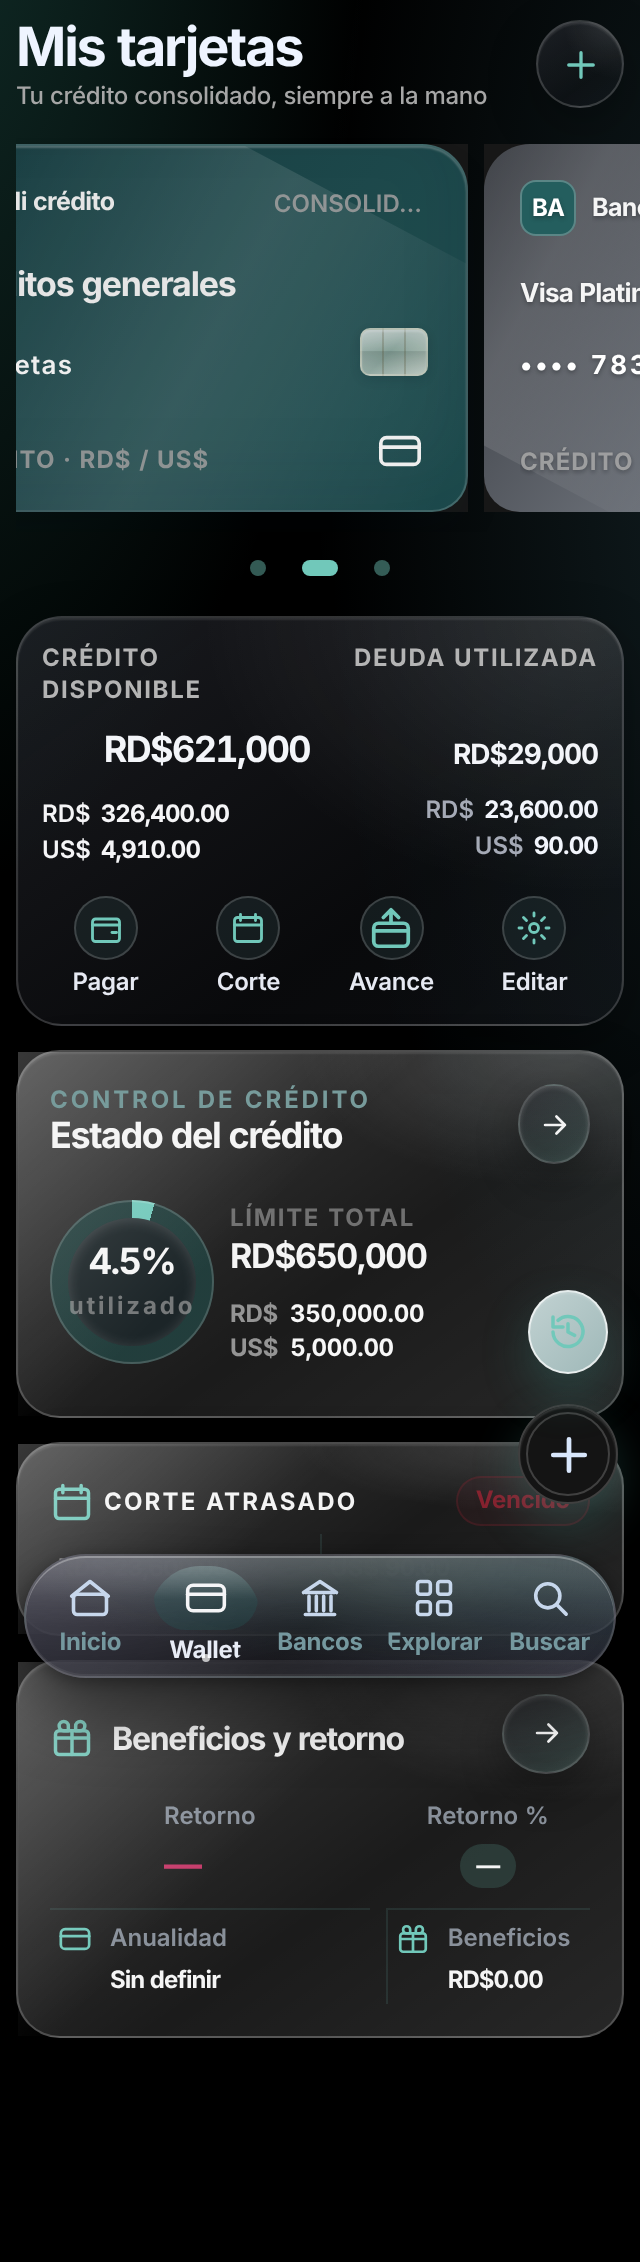 Mis tarjetas
Tu crédito consolidado, siempre a la mano
li crédito
CONSOLID...
BA
itos generales
Visa Platin
etas
•••• 783
TO · RD$ / US$
CRÉDITO
CRÉDITO DISPONIBLE
DEUDA UTILIZADA
RD$621,000
RD$29,000
RD$ 326,400.00
RD$ 23,600.00
US$ 4,910.00
US$ 90.00
Pagar
Corte
Avance
Editar
CONTROL DE CRÉDITO
Estado del crédito
4.5%
utilizado
LÍMITE TOTAL
RD$650,000
RD$ 350,000.00
US$ 5,000.00
CORTE ATRASADO
Vencido
Inicio
Wallet
Bancos
Explorar
Buscar
Beneficios y retorno
Retorno
Retorno %
—
—
Anualidad
Sin definir
Beneficios
RD$0.00